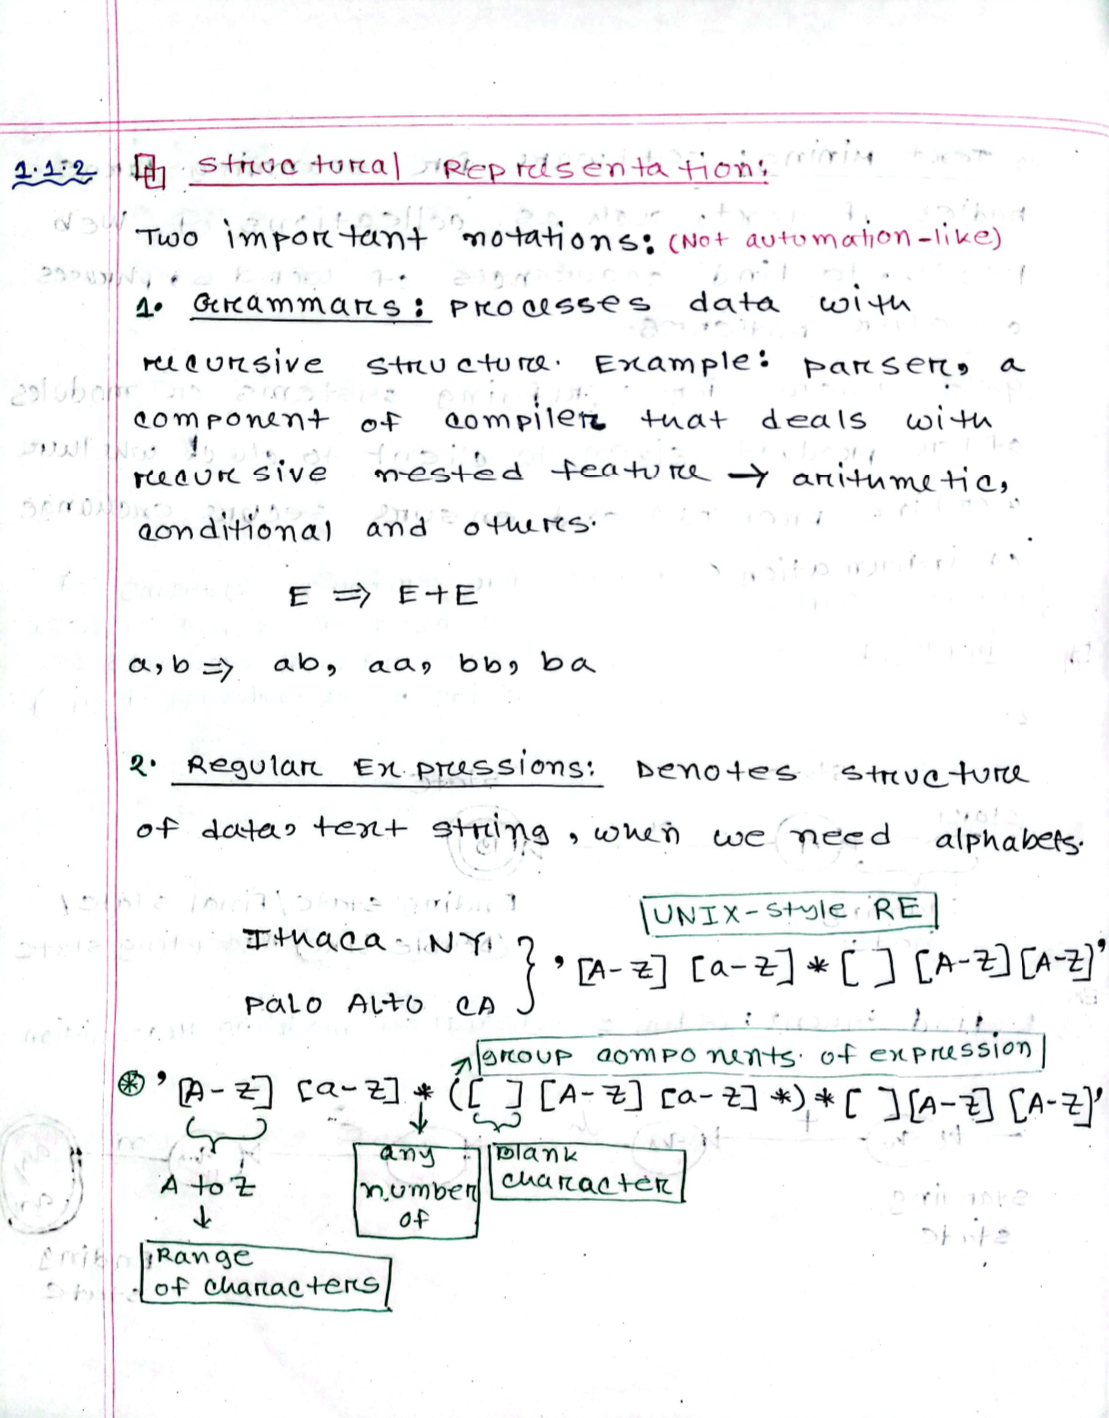 1.1.2 Structural Representation:
Two important notations: (Not automation-like)
1. Grammars: processes data with
recursive structure. Example: parser, a
component of compiler that deals with
recursive nested feature → arithmetic,
conditional and others.
E ⇒ E+E
a,b ⇒ ab, aa, bb, ba
2. Regular Expressions: Denotes structure
of data, text string, when we need alphabets.
UNIX-style RE
Ithaca NY
Palo Alto CA } '[A-Z] [a-z]*[ ] [A-Z][A-Z]'
group components of expression
⊛ '[A-Z] [a-z]*([ ] [A-Z] [a-z]*)*[ ][A-Z] [A-Z]'
A to Z
↓
any
number
of
Blank
character
Range
of characters